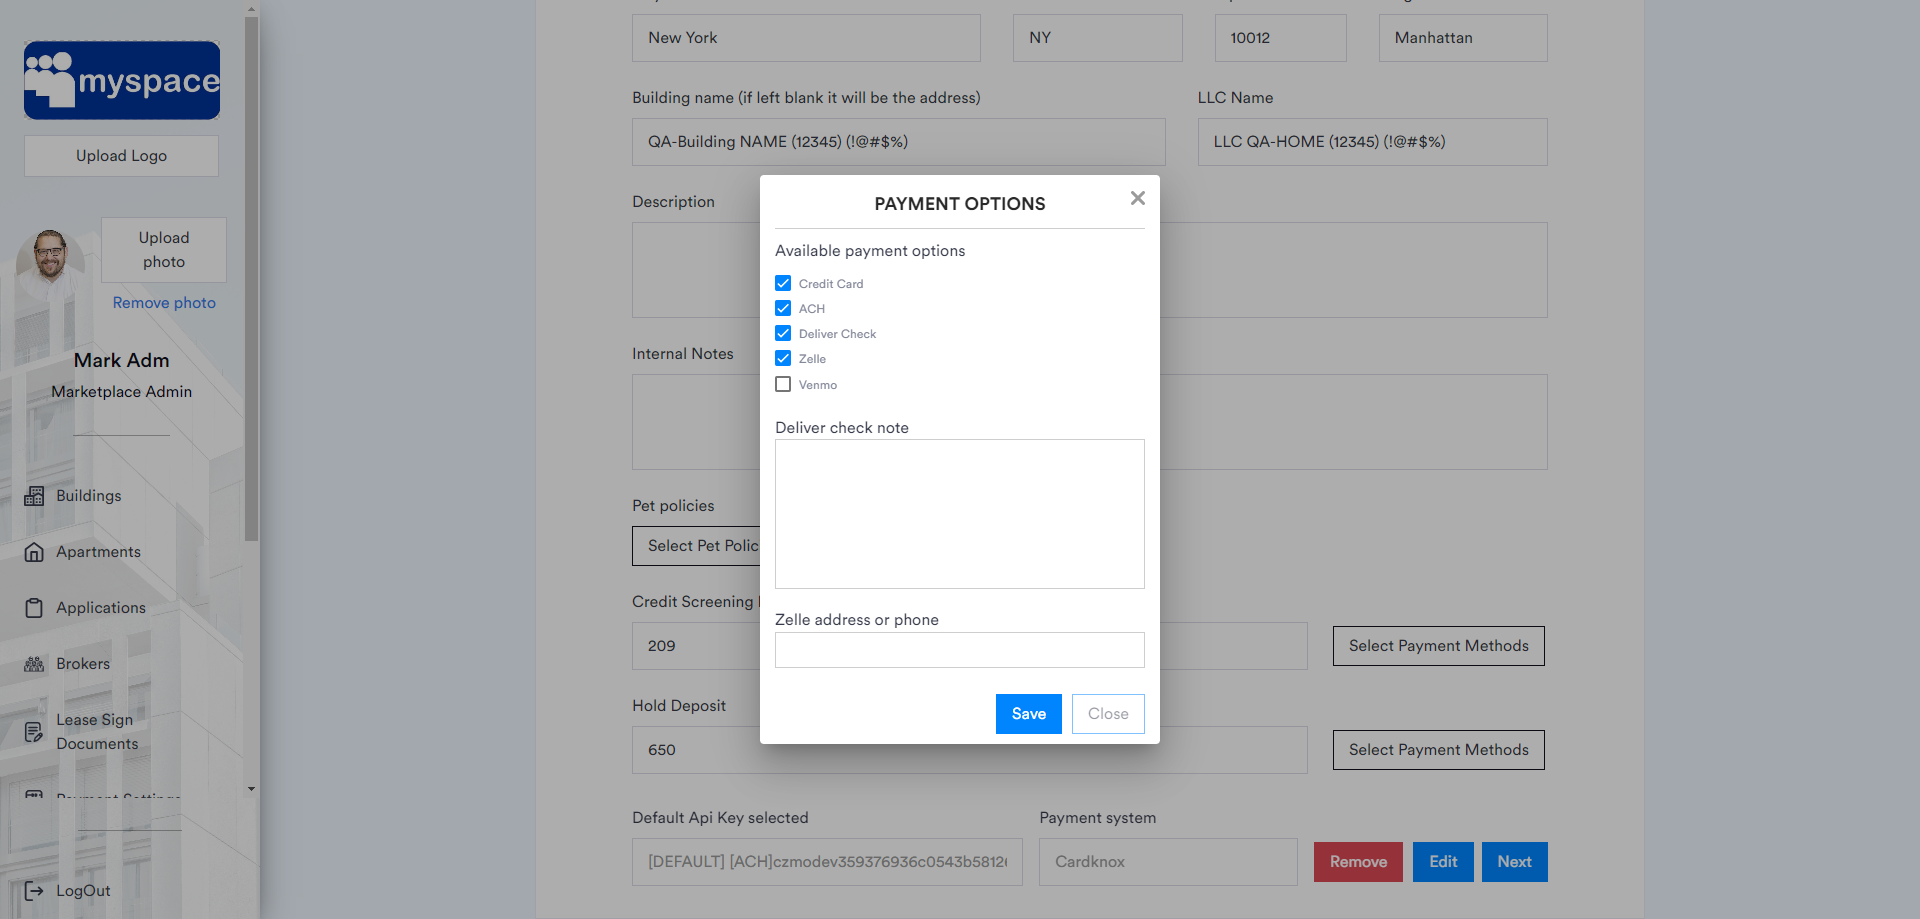 myspace
Upload Logo
Upload
photo
Remove photo
Mark Adm
Marketplace Admin
Buildings
Apartments
Applications
Brokers
Lease Sign
Documents
Payment Settings
LogOut
New York
NY
10012
Manhattan
Building name (if left blank it will be the address)
LLC Name
QA-Building NAME (12345) (!@#$%)
LLC QA-HOME (12345) (!@#$%)
Description
Internal Notes
Pet policies
Select Pet Polic
Credit Screening
209
Select Payment Methods
Hold Deposit
650
Select Payment Methods
Default Api Key selected
Payment system
[DEFAULT] [ACH]czmodev359376936c0543b5812
Cardknox
Remove
Edit
Next
PAYMENT OPTIONS
Available payment options
Credit Card
ACH
Deliver Check
Zelle
Venmo
Deliver check note
Zelle address or phone
Save
Close